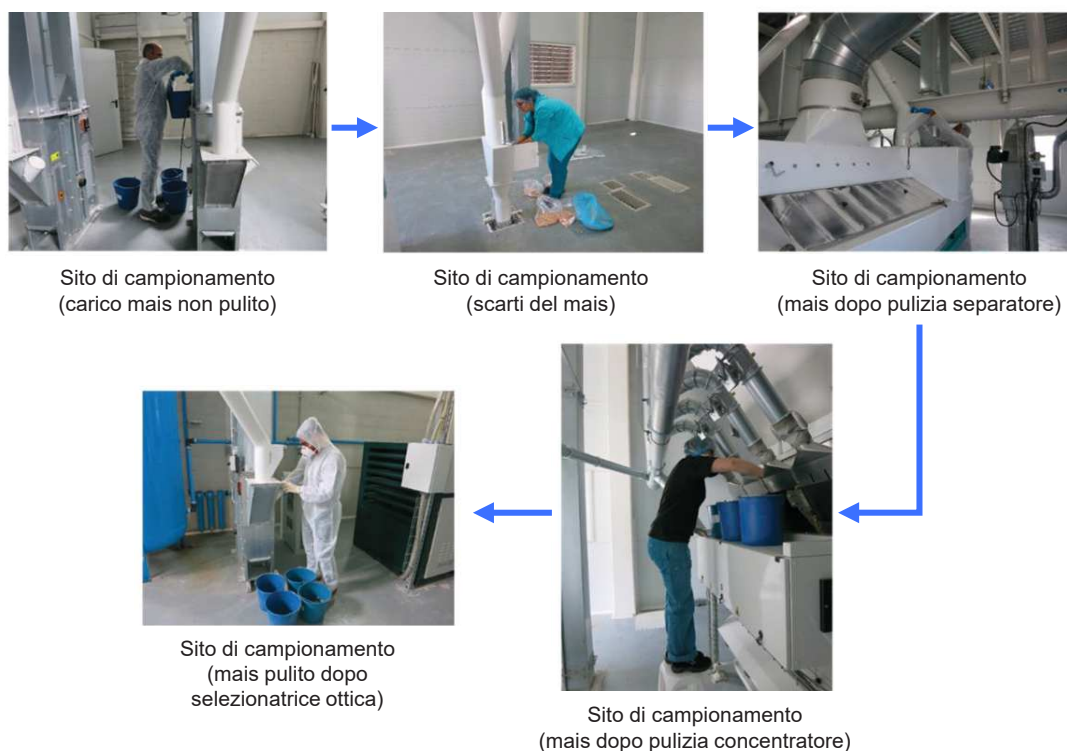 Sito di campionamento
(carico mais non pulito)
Sito di campionamento
(scarti del mais)
Sito di campionamento
(mais dopo pulizia separatore)
Sito di campionamento
(mais dopo pulizia concentratore)
Sito di campionamento
(mais pulito dopo
selezionatrice ottica)